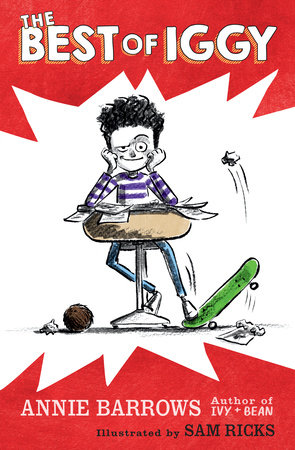 THE
BEST OF IGGY
ANNIE BARROWS Author of
IVY + BEAN
Illustrated by SAM RICKS